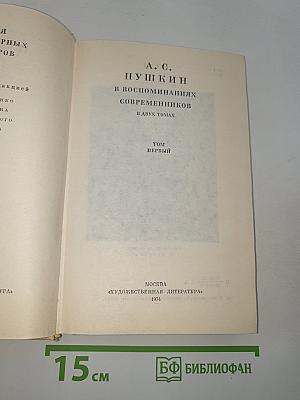 А. С.
ПУШКИН
В ВОСПОМИНАНИЯХ
СОВРЕМЕННИКОВ
В ДВУХ ТОМАХ
ТОМ
ПЕРВЫЙ
МОСКВА
«ХУДОЖЕСТВЕННАЯ ЛИТЕРАТУРА»
1974
15 см
БФ БИБЛИОФАН